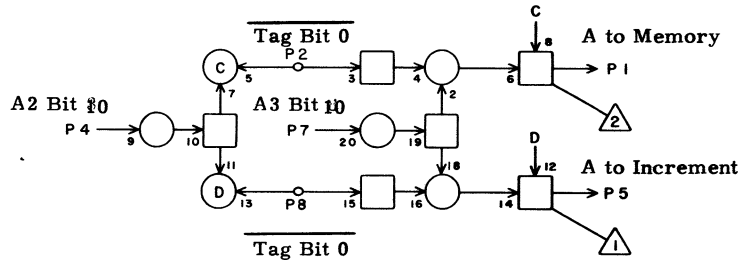 Tag Bit 0
P2
C
5
3
4
7
C
8
A to Memory
6
P1
2
2
A2 Bit 10
P4
9
10
A3 Bit 10
P7
20
19
11
18
D
13
P8
15
16
D
12
A to Increment
14
P5
1
Tag Bit 0